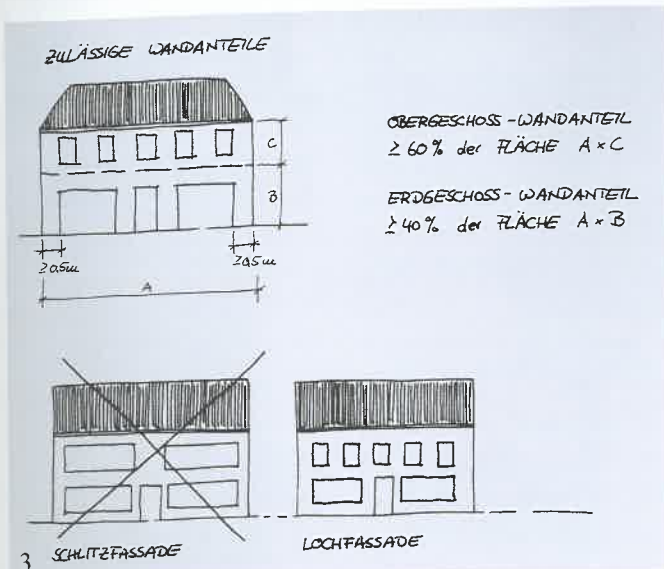 ZULÄSSIGE WANDANTEILE
OBERGESCHOSS - WANDANTEIL
≥ 60 % der FLÄCHE A × C
ERDGESCHOSS - WANDANTEIL
≥ 40 % der FLÄCHE A × B
C
B
≥0,5m
≥0,5m
A
SCHLITZFASSADE
LOCHFASSADE
3